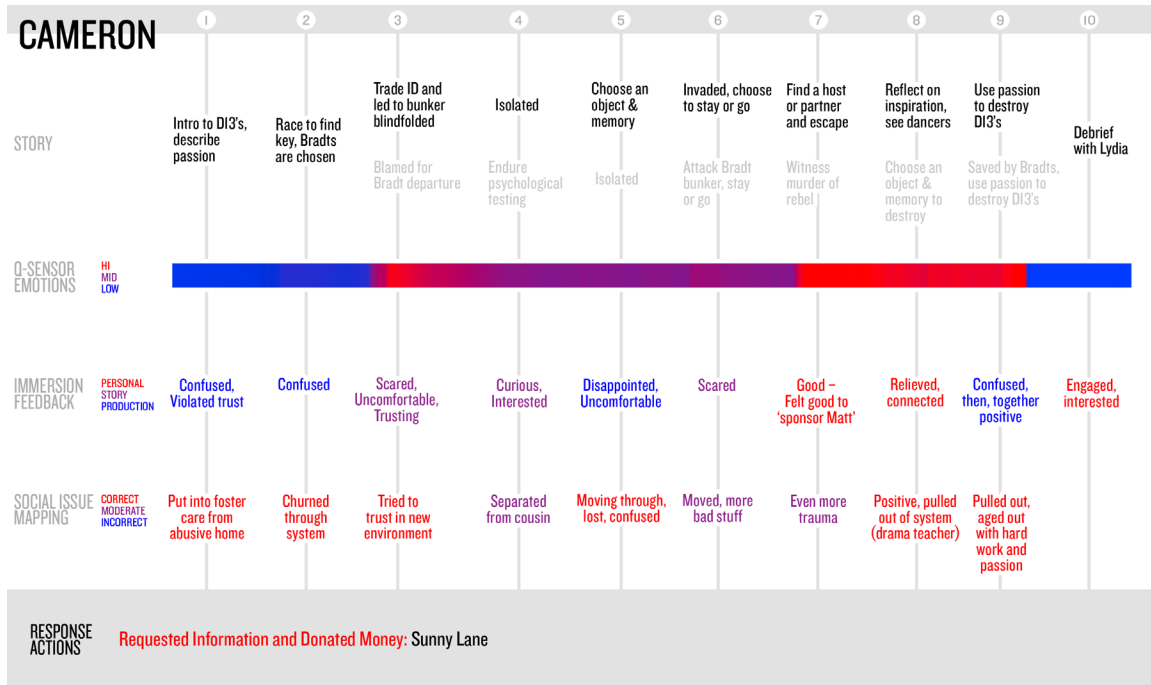 CAMERON
1 2 3 4 5 6 7 8 9 10
STORY
Intro to DI3's,
describe
passion
Race to find
key, Bradts
are chosen
Trade ID and
led to bunker
blindfolded
Isolated
Choose an
object &
memory
Invaded, choose
to stay or go
Find a host
or partner
and escape
Reflect on
inspiration,
see dancers
Use passion
to destroy
DI3's
Debrief
with Lydia
Blamed for
Bradt departure
Endure
psychological
testing
Isolated
Attack Bradt
bunker, stay
or go
Witness
murder of
rebel
Choose an
object &
memory to
destroy
Saved by Bradts,
use passion to
destroy DI3's
Q-SENSOR
EMOTIONS
HI
MID
LOW
IMMERSION
FEEDBACK
PERSONAL
STORY
PRODUCTION
Confused,
Violated trust
Confused
Scared,
Uncomfortable,
Trusting
Curious,
Interested
Disappointed,
Uncomfortable
Scared
Good –
Felt good to
'sponsor Matt'
Relieved,
connected
Confused,
then, together
positive
Engaged,
interested
SOCIAL ISSUE
MAPPING
CORRECT
MODERATE
INCORRECT
Put into foster
care from
abusive home
Churned
through
system
Tried to
trust in new
environment
Separated
from cousin
Moving through,
lost, confused
Moved, more
bad stuff
Even more
trauma
Positive, pulled
out of system
(drama teacher)
Pulled out,
aged out
with hard
work and
passion
RESPONSE
ACTIONS
Requested Information and Donated Money: Sunny Lane